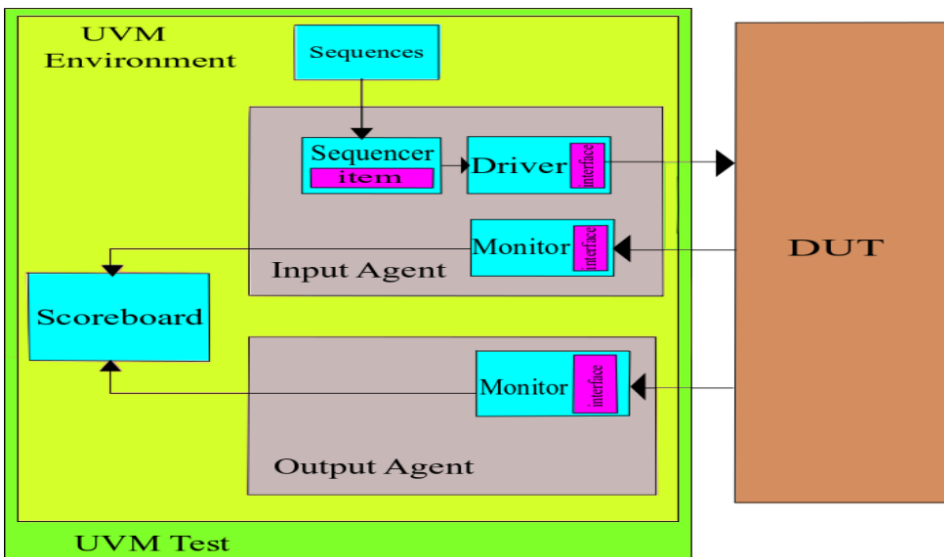 UVM
Environment
Sequences
Sequencer
item
Driver
interface
Monitor
interface
Input Agent
DUT
Scoreboard
Monitor
interface
Output Agent
UVM Test